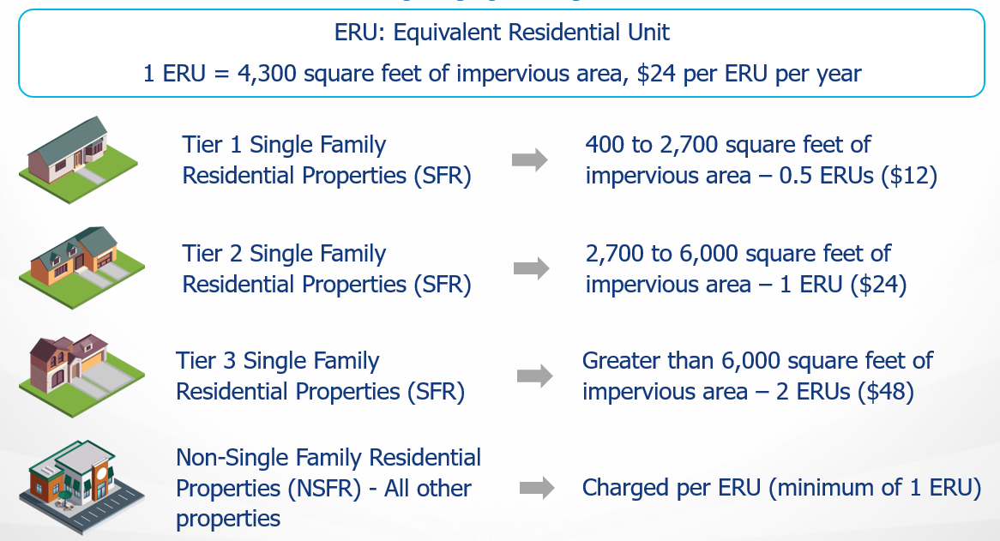 ERU: Equivalent Residential Unit
1 ERU = 4,300 square feet of impervious area, $24 per ERU per year
Tier 1 Single Family
Residential Properties (SFR)
400 to 2,700 square feet of
impervious area – 0.5 ERUs ($12)
Tier 2 Single Family
Residential Properties (SFR)
2,700 to 6,000 square feet of
impervious area – 1 ERU ($24)
Tier 3 Single Family
Residential Properties (SFR)
Greater than 6,000 square feet of
impervious area – 2 ERUs ($48)
Non-Single Family Residential
Properties (NSFR) - All other
properties
Charged per ERU (minimum of 1 ERU)